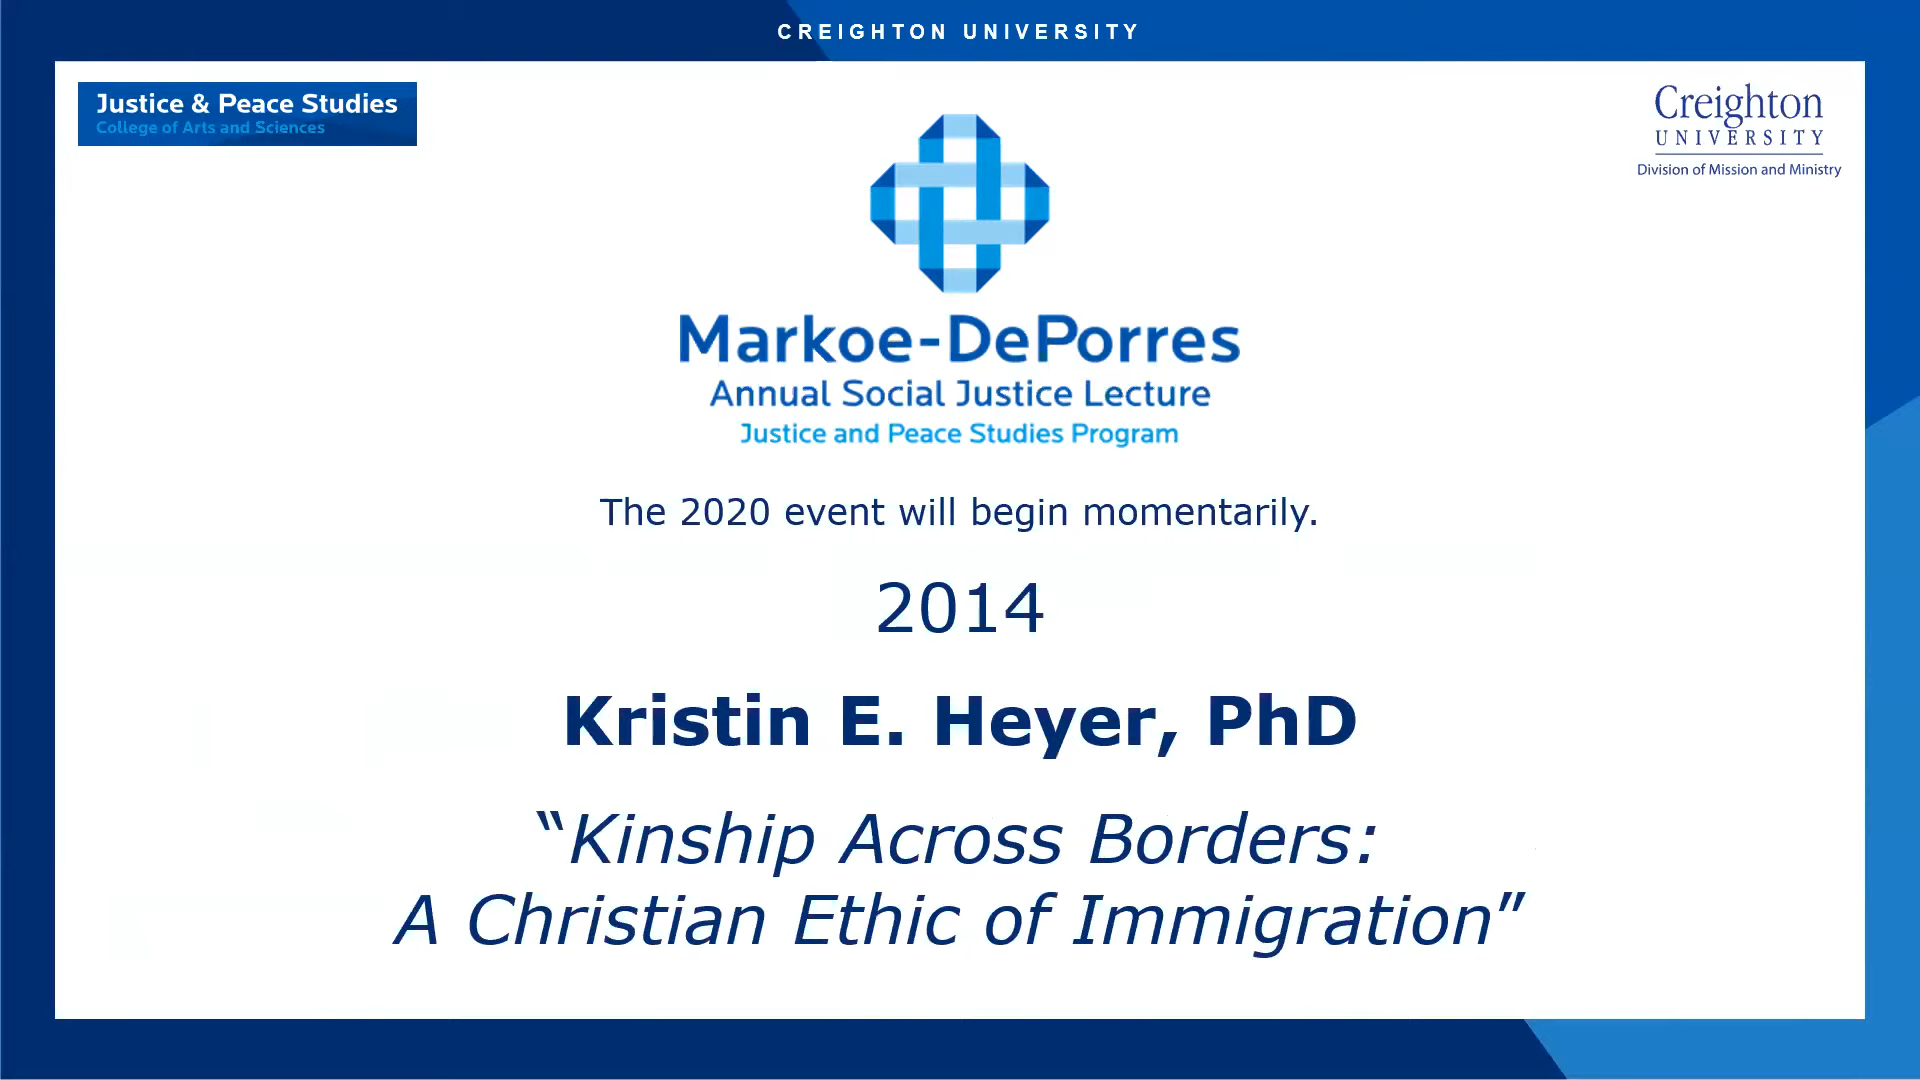 CREIGHTON UNIVERSITY
Justice & Peace Studies
College of Arts and Sciences
Creighton
UNIVERSITY
Division of Mission and Ministry
Markoe-DePorres
Annual Social Justice Lecture
Justice and Peace Studies Program
The 2020 event will begin momentarily.
2014
Kristin E. Heyer, PhD
“Kinship Across Borders:
A Christian Ethic of Immigration”